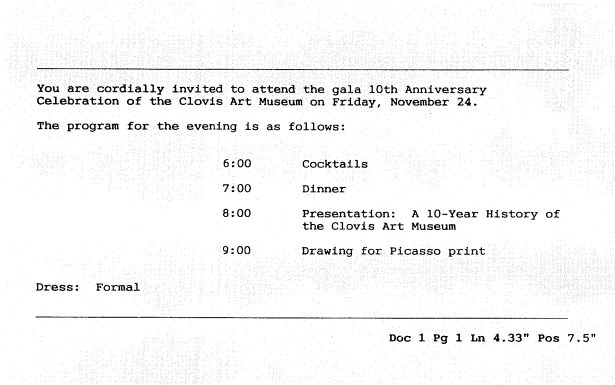 You are cordially invited to attend the gala 10th Anniversary
Celebration of the Clovis Art Museum on Friday, November 24.
The program for the evening is as follows:
6:00 Cocktails
7:00 Dinner
8:00 Presentation: A 10-Year History of
the Clovis Art Museum
9:00 Drawing for Picasso print
Dress: Formal
Doc 1 Pg 1 Ln 4.33" Pos 7.5"